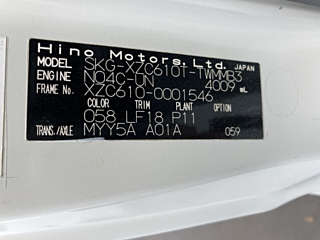 Hino Motors, Ltd. JAPAN
MODEL SKG-XZC610T-TWMMB3
ENGINE N04C-UN 4009 mL
FRAME No. XZC610-0001546
COLOR TRIM PLANT OPTION
058 LF18 P11
TRANS./AXLE MYY5A A01A 059